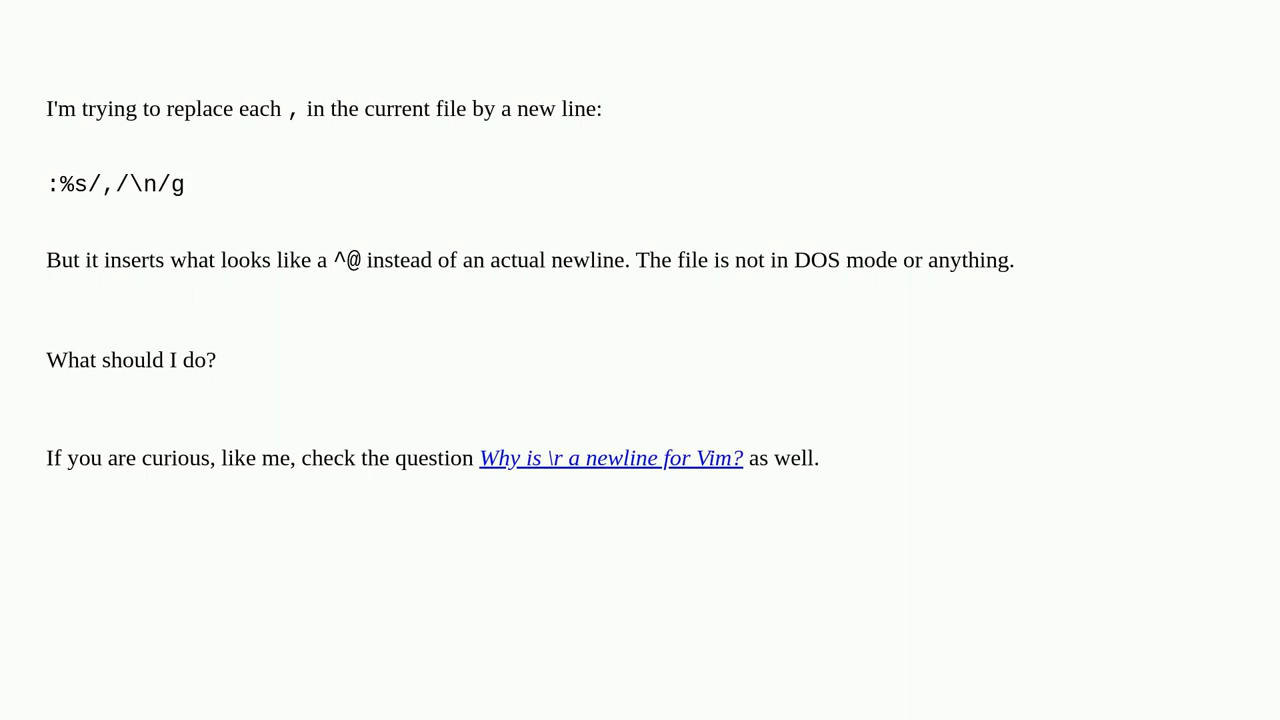 I'm trying to replace each , in the current file by a new line:
:%s/,/\n/g
But it inserts what looks like a ^@ instead of an actual newline. The file is not in DOS mode or anything.
What should I do?
If you are curious, like me, check the question Why is \r a newline for Vim? as well.